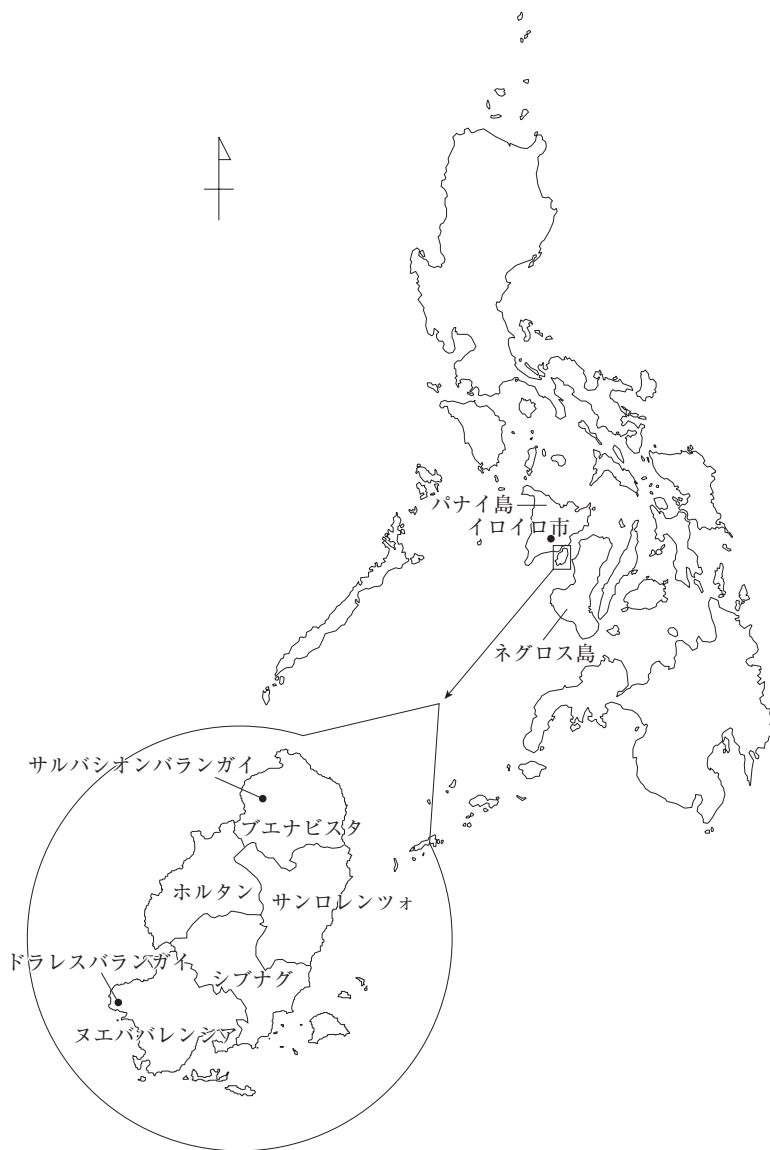 パナイ島
イロイロ市
ネグロス島
サルバシオンバランガイ
ブエナビスタ
ホルタン
サンロレンツォ
ドラレスバランガイ
シブナグ
ヌエババレンシア